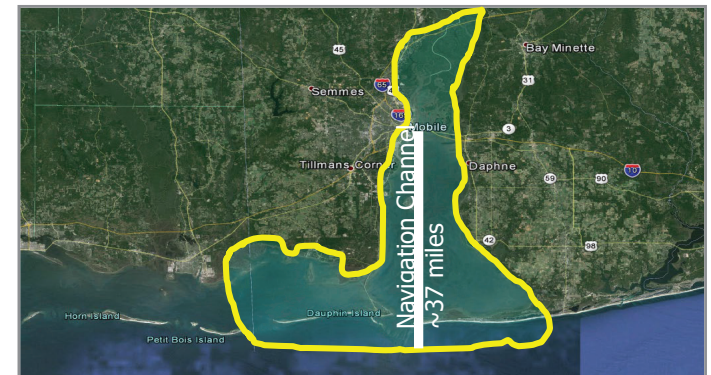 45
Bay Minette
31
65
Semmes
Mobile
3
Tillmans Corner
Daphne
10
59
90
42
98
Navigation Channel
~37 miles
Horn Island
Dauphin Island
Petit Bois Island